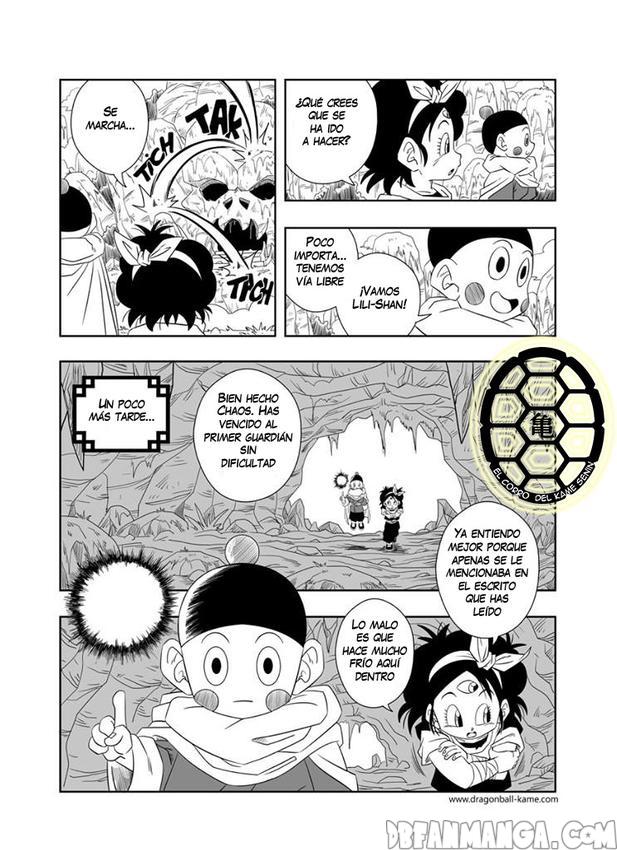 SE
MARCHA...
TICH
TAK
TICH
¿QUÉ CREES
QUE SE
HA IDO
A HACER?
POCO
IMPORTA...
TENEMOS
VÍA LIBRE
¡VAMOS
LILI-SHAN!
UN POCO
MÁS TARDE...
BIEN HECHO
CHAOS. HAS
VENCIDO AL
PRIMER GUARDIÁN
SIN
DIFICULTAD
亀
EL CORRO DEL KAME SENIN
YA ENTIENDO
MEJOR PORQUE
APENAS SE LE
MENCIONABA EN
EL ESCRITO
QUE HAS
LEÍDO
LO MALO
ES QUE
HACE MUCHO
FRÍO AQUÍ
DENTRO
www.dragonball-kame.com
DBFANMANGA.COM